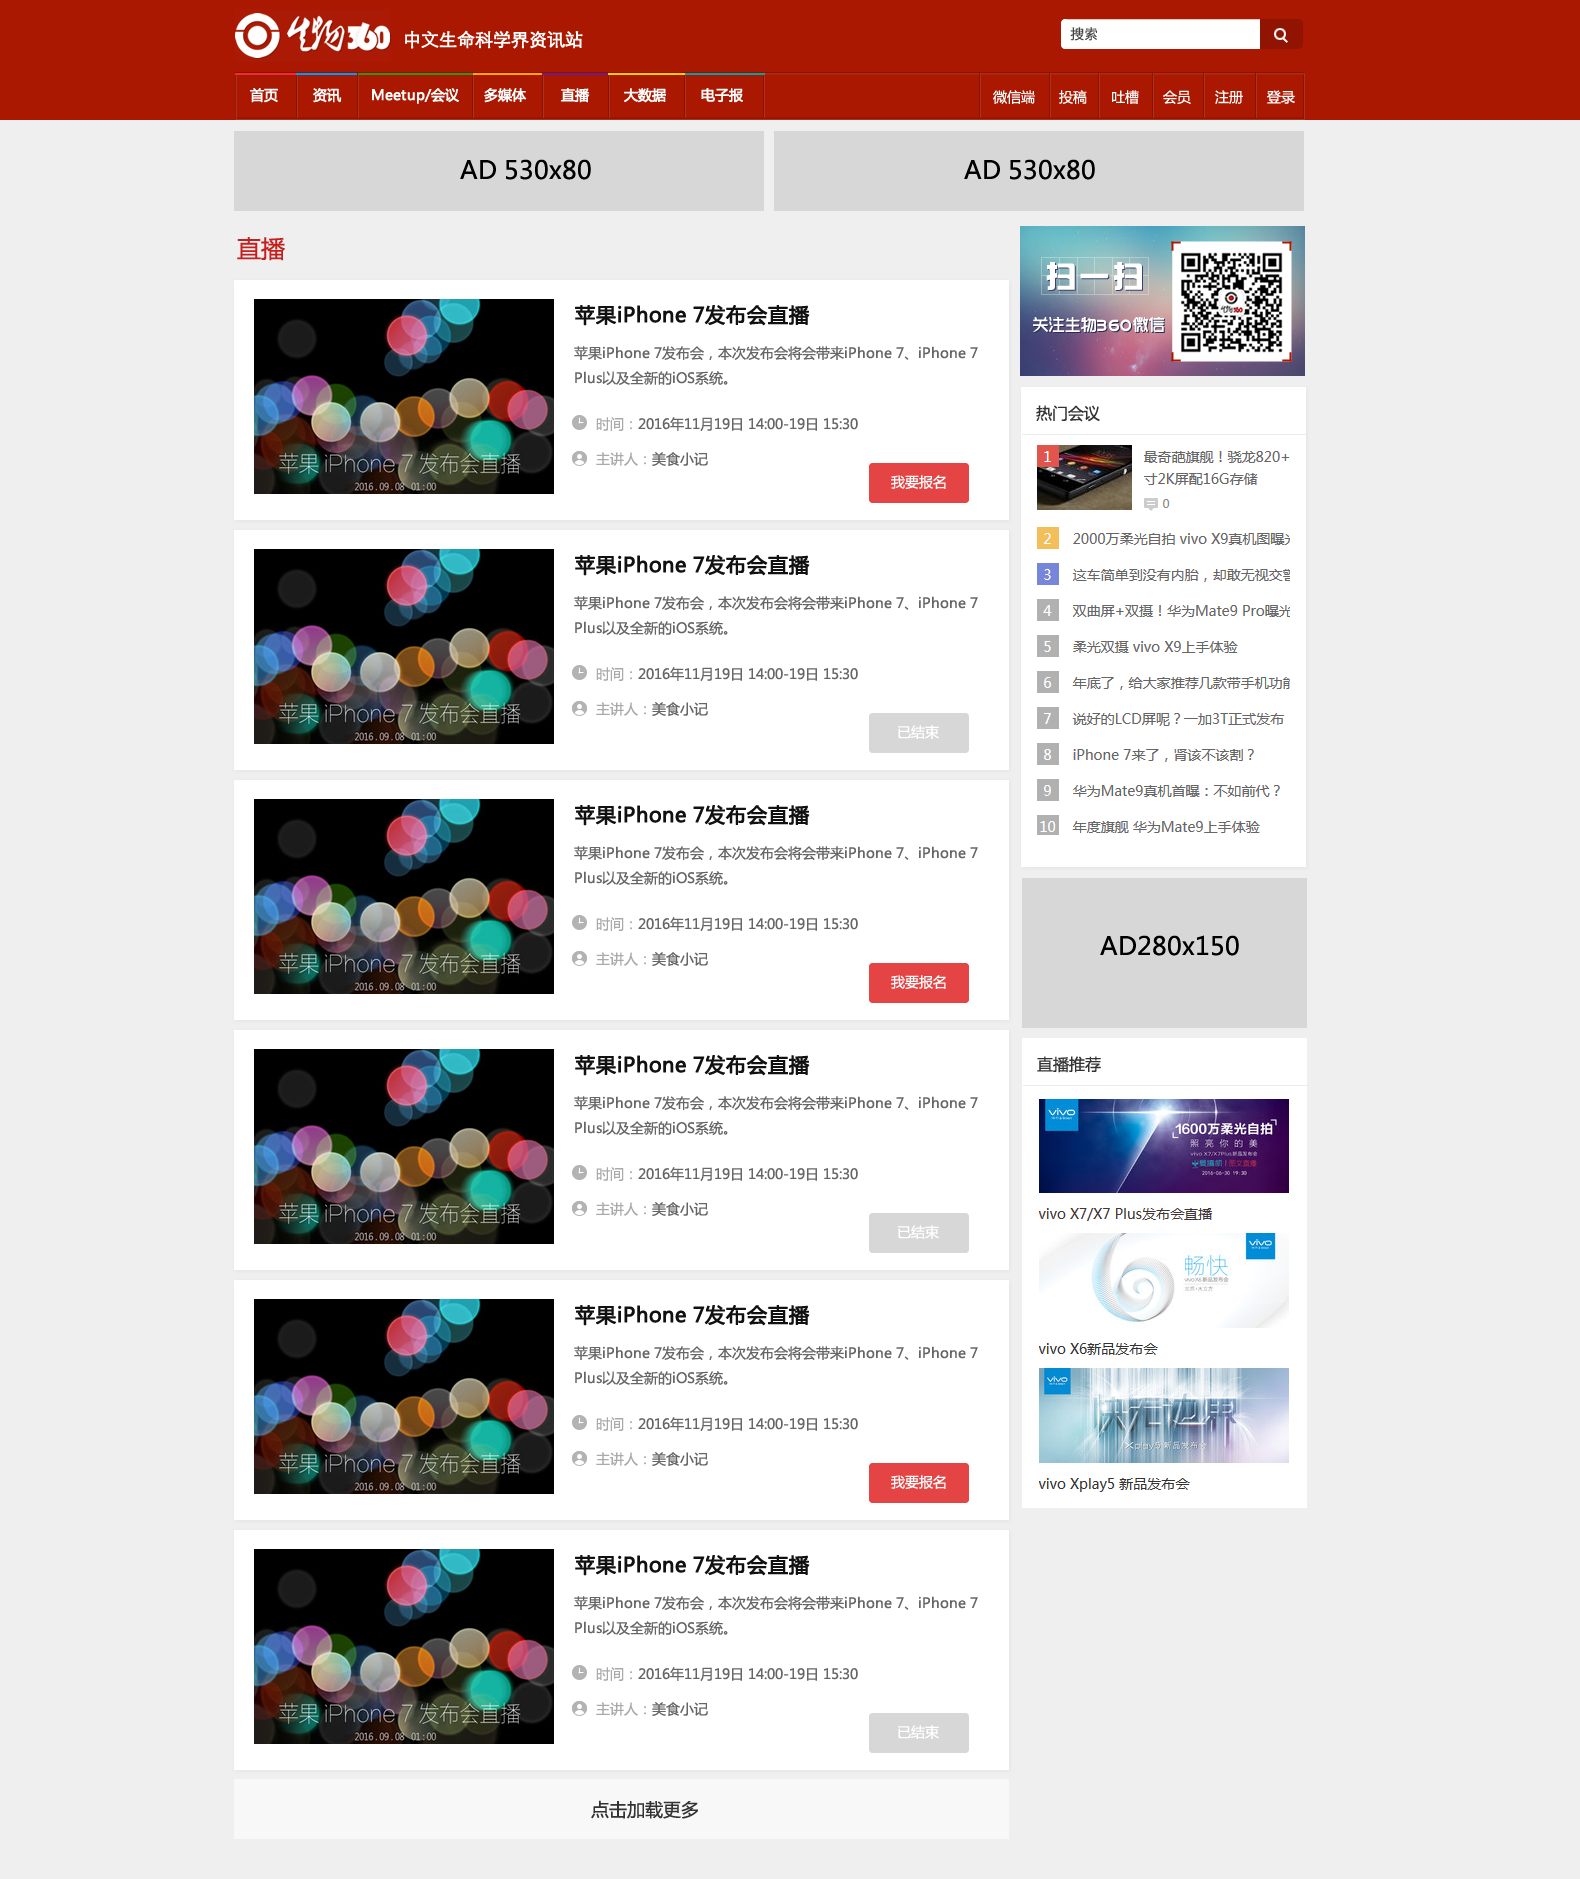 生物360 中文生命科学界资讯站
搜索
首页 资讯 Meetup/会议 多媒体 直播 大数据 电子报 微信端 投稿 吐槽 会员 注册 登录
AD 530x80 AD 530x80
直播
苹果iPhone 7发布会直播
苹果iPhone 7发布会，本次发布会将会带来iPhone 7、iPhone 7
Plus以及全新的iOS系统。
时间：2016年11月19日 14:00-19日 15:30
主讲人：美食小记
我要报名
苹果 iPhone 7 发布会直播
2016.09.08 01:00
苹果iPhone 7发布会直播
苹果iPhone 7发布会，本次发布会将会带来iPhone 7、iPhone 7
Plus以及全新的iOS系统。
时间：2016年11月19日 14:00-19日 15:30
主讲人：美食小记
已结束
苹果 iPhone 7 发布会直播
2016.09.08 01:00
苹果iPhone 7发布会直播
苹果iPhone 7发布会，本次发布会将会带来iPhone 7、iPhone 7
Plus以及全新的iOS系统。
时间：2016年11月19日 14:00-19日 15:30
主讲人：美食小记
我要报名
苹果 iPhone 7 发布会直播
2016.09.08 01:00
苹果iPhone 7发布会直播
苹果iPhone 7发布会，本次发布会将会带来iPhone 7、iPhone 7
Plus以及全新的iOS系统。
时间：2016年11月19日 14:00-19日 15:30
主讲人：美食小记
已结束
苹果 iPhone 7 发布会直播
2016.09.08 01:00
苹果iPhone 7发布会直播
苹果iPhone 7发布会，本次发布会将会带来iPhone 7、iPhone 7
Plus以及全新的iOS系统。
时间：2016年11月19日 14:00-19日 15:30
主讲人：美食小记
我要报名
苹果 iPhone 7 发布会直播
2016.09.08 01:00
苹果iPhone 7发布会直播
苹果iPhone 7发布会，本次发布会将会带来iPhone 7、iPhone 7
Plus以及全新的iOS系统。
时间：2016年11月19日 14:00-19日 15:30
主讲人：美食小记
已结束
苹果 iPhone 7 发布会直播
2016.09.08 01:00
点击加载更多
扫一扫
关注生物360微信
热门会议
1 最奇葩旗舰！骁龙820+
寸2K屏配16G存储
0
2 2000万柔光自拍 vivo X9真机图曝光
3 这车简单到没有内胎，却敢无视交警
4 双曲屏+双摄！华为Mate9 Pro曝光
5 柔光双摄 vivo X9上手体验
6 年底了，给大家推荐几款带手机功能
7 说好的LCD屏呢？一加3T正式发布
8 iPhone 7来了，肾该不该割？
9 华为Mate9真机首曝：不如前代？
10 年度旗舰 华为Mate9上手体验
AD280x150
直播推荐
vivo
1600万柔光自拍
照亮你的美
vivo X7/X7Plus新品发布会
2016-06-30 19:30
vivo X7/X7 Plus发布会直播
vivo
畅快
vivo X6 新品发布会
北京·水立方
vivo X6新品发布会
vivo
Xplay5 新品发布会
vivo Xplay5 新品发布会